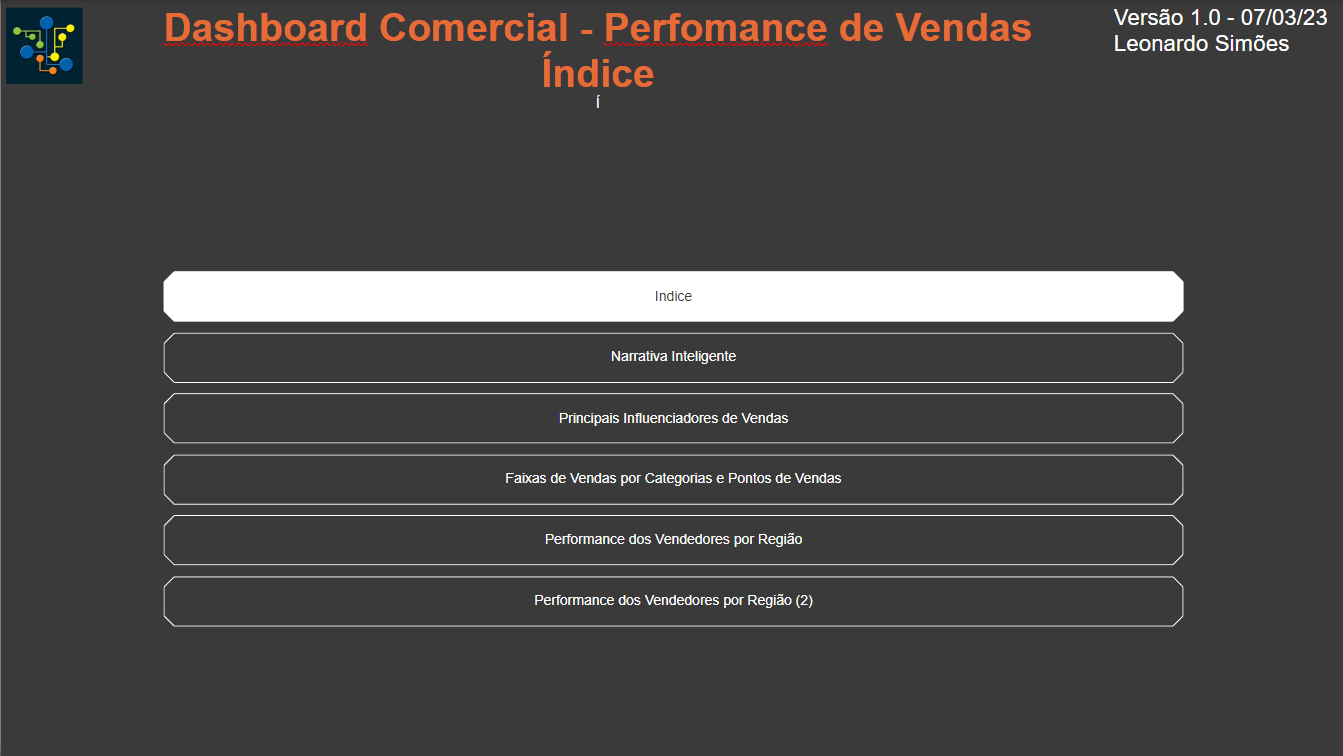 Dashboard Comercial - Perfomance de Vendas
Índice
Í
Versão 1.0 - 07/03/23
Leonardo Simões
Indice
Narrativa Inteligente
Principais Influenciadores de Vendas
Faixas de Vendas por Categorias e Pontos de Vendas
Performance dos Vendedores por Região
Performance dos Vendedores por Região (2)